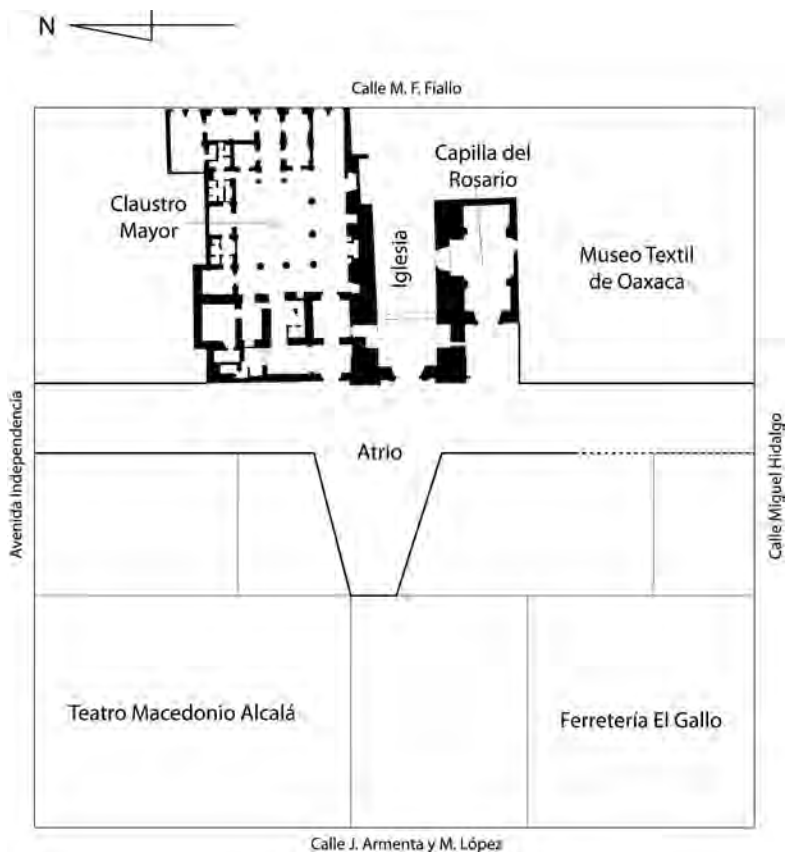 N
Calle M. F. Fiallo
Capilla del
Rosario
Claustro
Mayor
Iglesia
Museo Textil
de Oaxaca
Atrio
Avenida Independencía
Calle Miguel Hidalgo
Teatro Macedonio Alcalá
Ferretería El Gallo
Calle J. Armenta y M. López